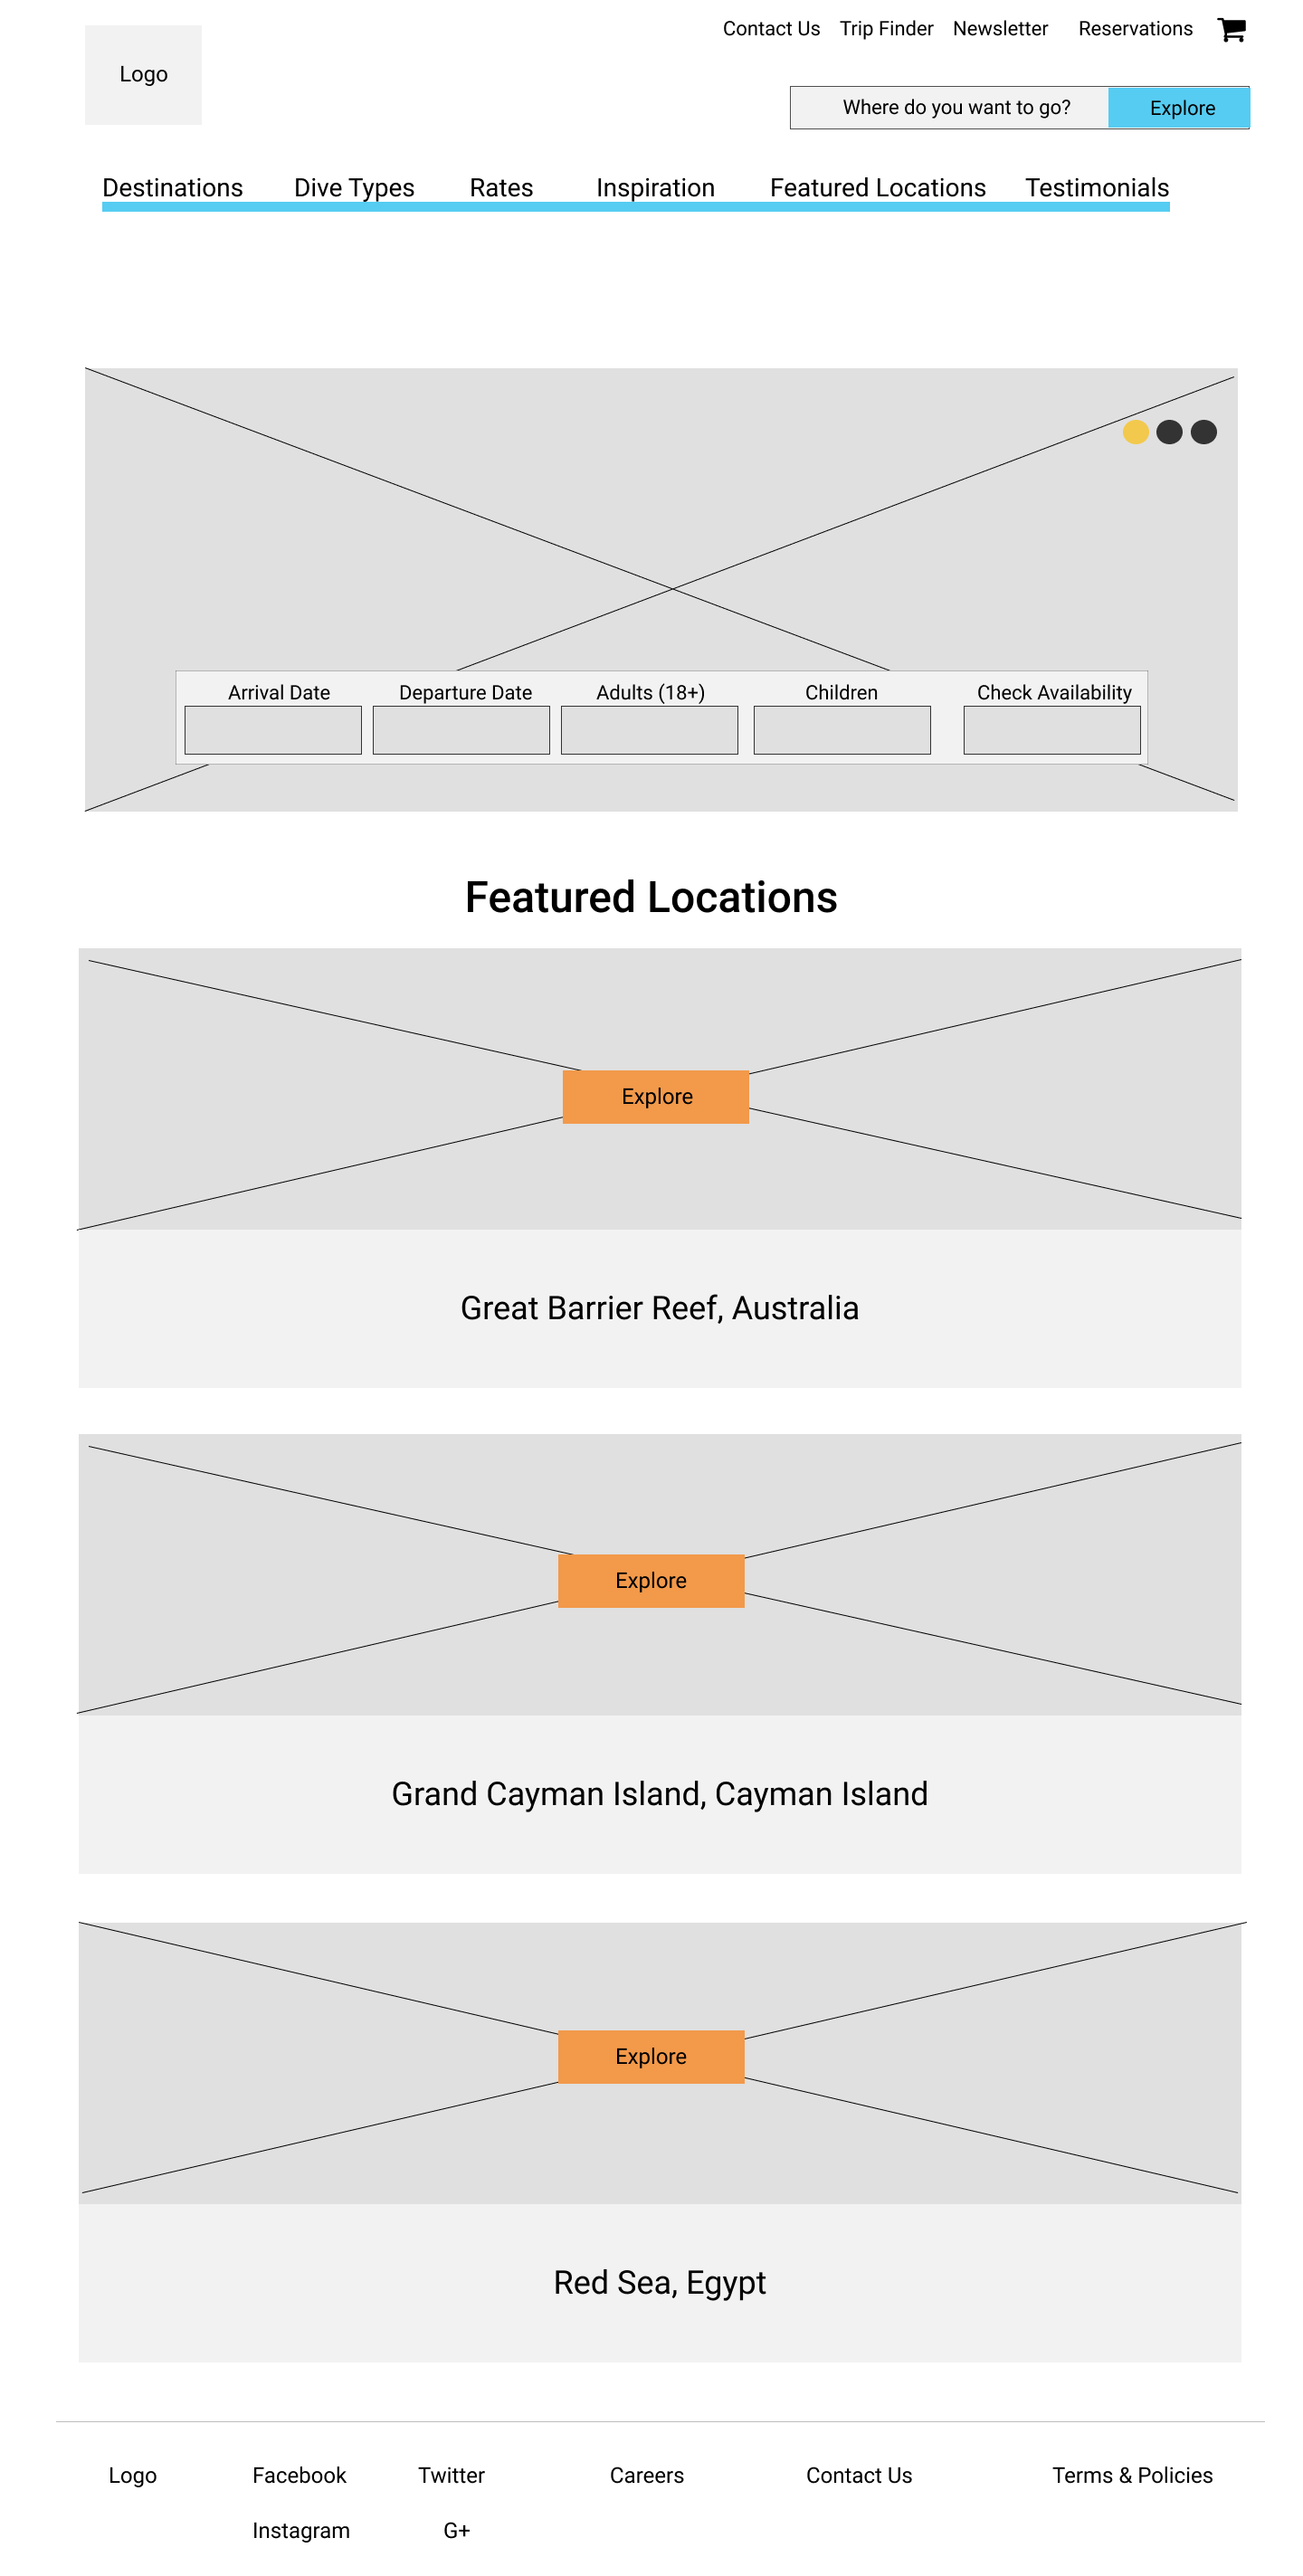 Contact Us Trip Finder Newsletter Reservations
Logo
Where do you want to go? Explore
Destinations Dive Types Rates Inspiration Featured Locations Testimonials
Arrival Date Departure Date Adults (18+) Children Check Availability
Featured Locations
Explore
Great Barrier Reef, Australia
Explore
Grand Cayman Island, Cayman Island
Explore
Red Sea, Egypt
Logo Facebook Twitter Careers Contact Us Terms & Policies
Instagram G+